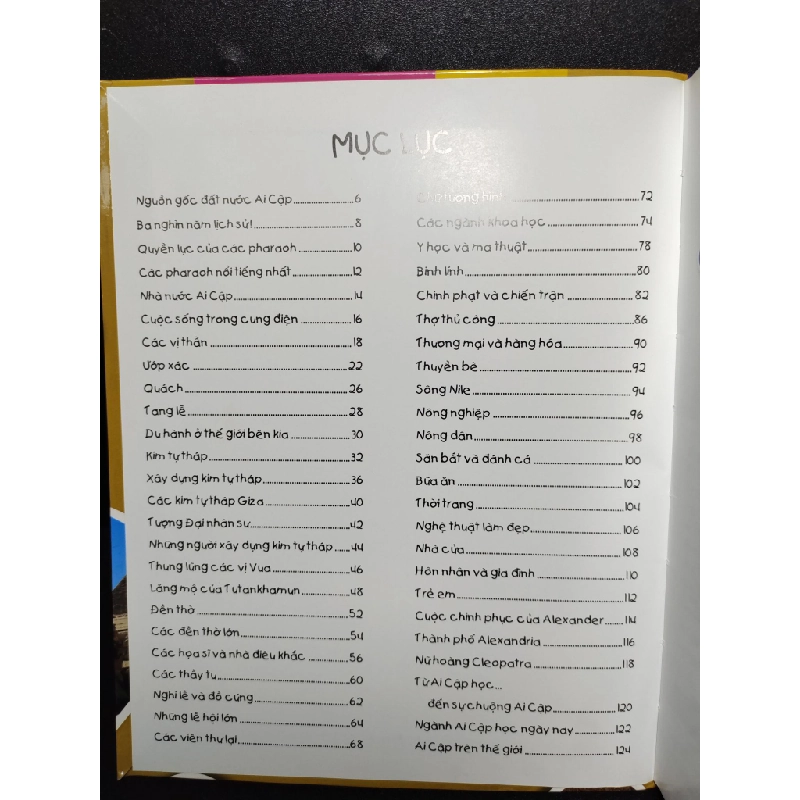 MỤC LỤC
Nguồn gốc đất nước Ai Cập 6
Ba nghìn năm lịch sử! 8
Quyền lực của các pharaoh 10
Các pharaoh nổi tiếng nhất 12
Nhà nước Ai Cập 14
Cuộc sống trong cung điện 16
Các vị thần 18
Ướp xác 22
Quách 26
Tang lễ 28
Du hành ở thế giới bên kia 30
Kim tự tháp 32
Xây dựng kim tự tháp 36
Các kim tự tháp Giza 40
Tượng Đại nhân sư 42
Những người xây dựng kim tự tháp 44
Thung lũng các vị Vua 46
Lăng mộ của Tutankhamun 48
Đền thờ 52
Các đền thờ lớn 54
Các họa sĩ và nhà điêu khắc 56
Các thầy tu 60
Nghi lễ và đồ cúng 62
Những lễ hội lớn 64
Các viên thư lại 68
Chữ tượng hình 72
Các ngành khoa học 74
Y học và ma thuật 78
Binh lính 80
Chinh phạt và chiến trận 82
Thợ thủ công 86
Thương mại và hàng hóa 90
Thuyền bè 92
Sông Nile 94
Nông nghiệp 96
Nông dân 98
Săn bắt và đánh cá 100
Bữa ăn 102
Thời trang 104
Nghệ thuật làm đẹp 106
Nhà cửa 108
Hôn nhân và gia đình 110
Trẻ em 112
Cuộc chinh phục của Alexander 114
Thành phố Alexandria 116
Nữ hoàng Cleopatra 118
Từ Ai Cập học...
đến sự chuộng Ai Cập 120
Ngành Ai Cập học ngày nay 122
Ai Cập trên thế giới 124